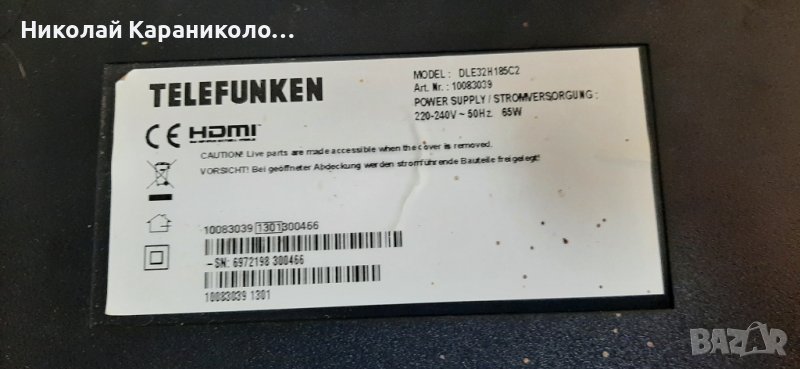 Николай Караниколо…
TELEFUNKEN
MODEL : DLE32H185C2
Art. Nr. : 10083039
POWER SUPPLY / STROMVERSORGUNG :
220-240V ~ 50Hz. 65W
CE HDMI
CAUTION! Live parts are made accessible when the cover is removed.
VORSICHT! Bei geöffneter Abdeckung werden stromführende Bauteile freigelegt!
10083039 1301 300466
-SN: 6972198 300466
10083039 1301
BAZAR